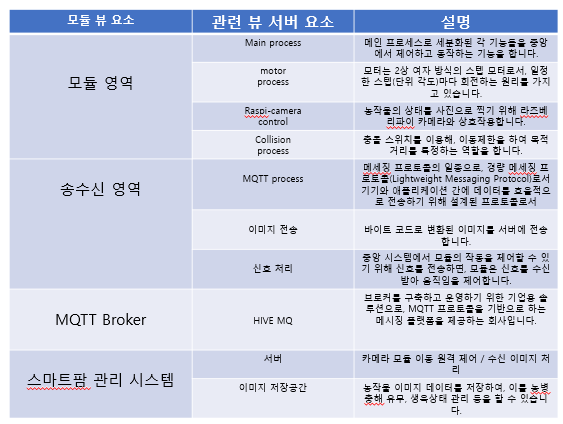 모듈 뷰 요소
관련 뷰 서버 요소
설명
모듈 영역
Main process
메인 프로세스로 세분화된 각 기능들을 중앙
에서 제어하고 동작하는 기능을 합니다.
motor
process
모터는 2상 여자 방식의 스텝 모터로서, 일정
한 스텝(단위 각도)마다 회전하는 원리를 가지
고 있습니다.
Raspi-camera
control
농작물의 상태를 사진으로 찍기 위해 라즈베
리파이 카메라와 상호작용합니다.
Collision
process
충돌 스위치를 이용해, 이동제한을 하여 목적
거리를 특정하는 역할을 합니다.
송수신 영역
MQTT process
메세징 프로토콜의 일종으로, 경량 메세징 프
로토콜(Lightweight Messaging Protocol)로서
기기와 애플리케이션 간에 데이터를 효율적으
로 전송하기 위해 설계된 프로토콜로서
이미지 전송
바이트 코드로 변환된 이미지를 서버에 전송
합니다.
신호 처리
중앙 시스템에서 모듈의 작동을 제어할 수 있
기 위해 신호를 전송하면, 모듈은 신호를 수신
받아 움직임을 제어합니다.
MQTT Broker
HIVE MQ
브로커를 구축하고 운영하기 위한 기업용 솔
루션으로, MQTT 프로토콜을 기반으로 하는
메시징 플랫폼을 제공하는 회사입니다.
스마트팜 관리 시스템
서버
카메라 모듈 이동 원격 제어 / 수신 이미지 처
리
이미지 저장공간
농작물 이미지 데이터를 저장하여, 이를 농병
충해 유무, 생육상태 관리 등을 할 수 있습니
다.